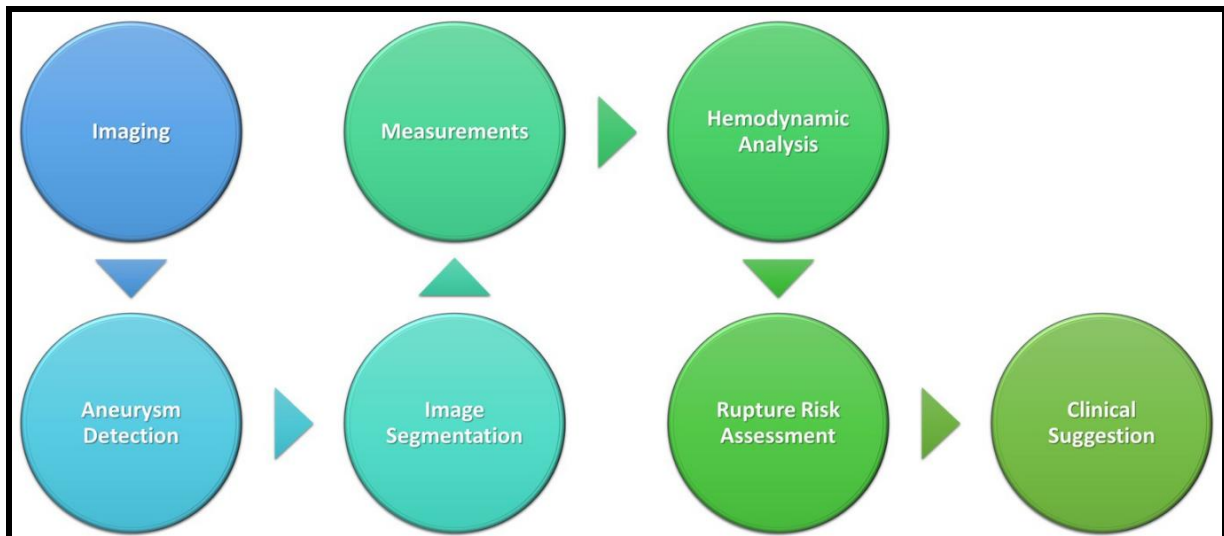 Imaging
Aneurysm
Detection
Image
Segmentation
Measurements
Hemodynamic
Analysis
Rupture Risk
Assessment
Clinical
Suggestion